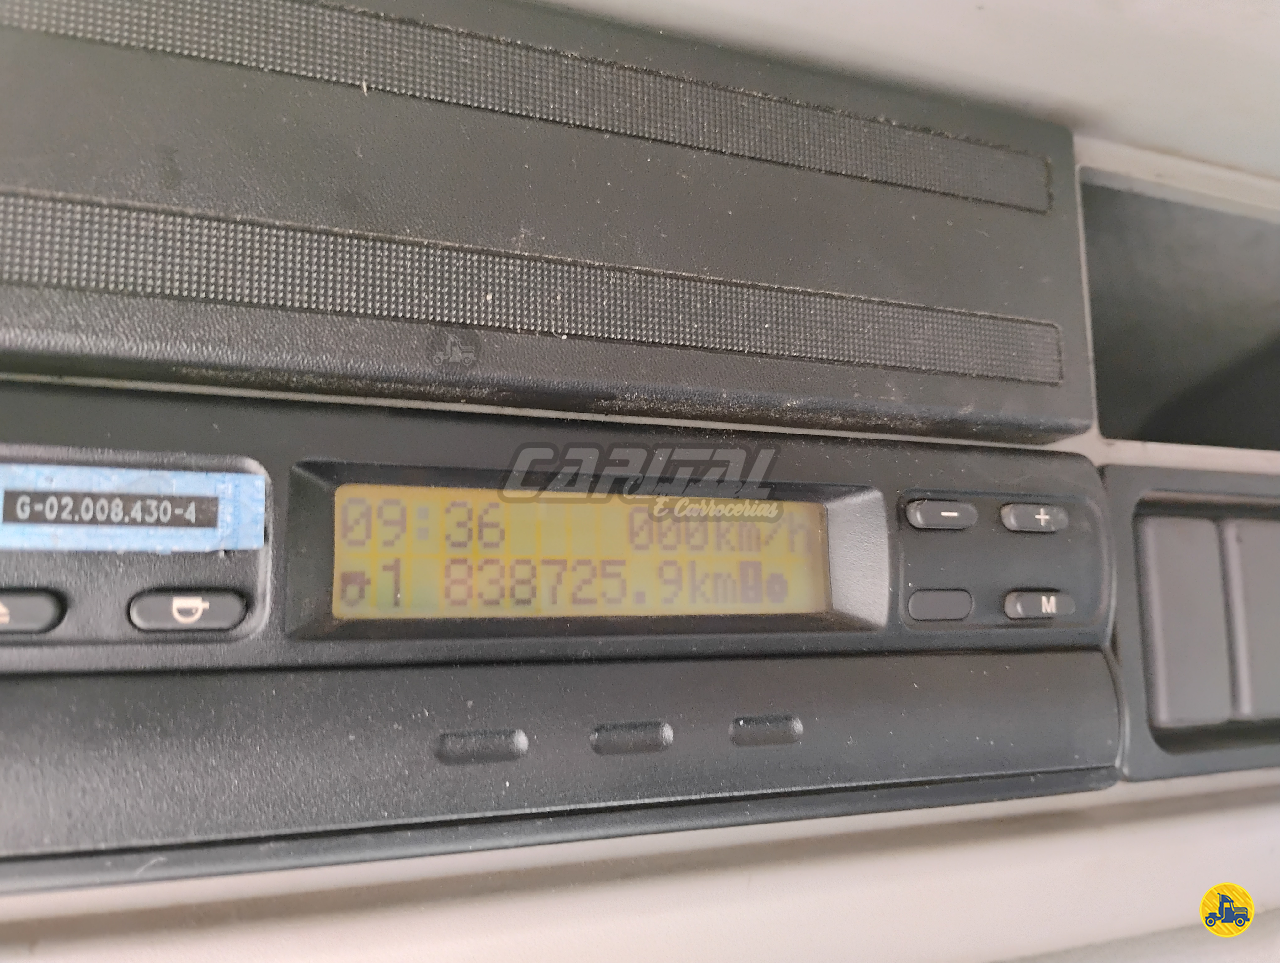 CAPITAL
E Carrocerias
G-02.008.430-4
09:36 000km/h
1 838725.9km
- +
M